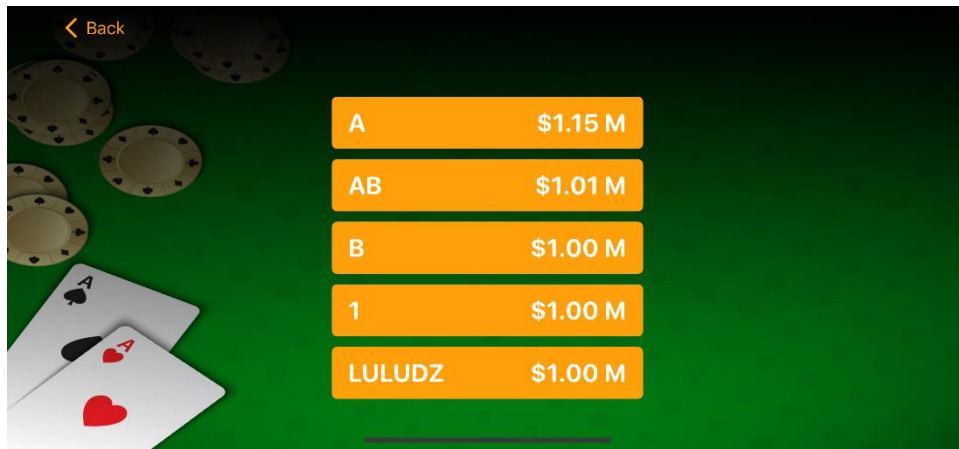 Back
A $1.15 M
AB $1.01 M
B $1.00 M
1 $1.00 M
LULUDZ $1.00 M
A
A